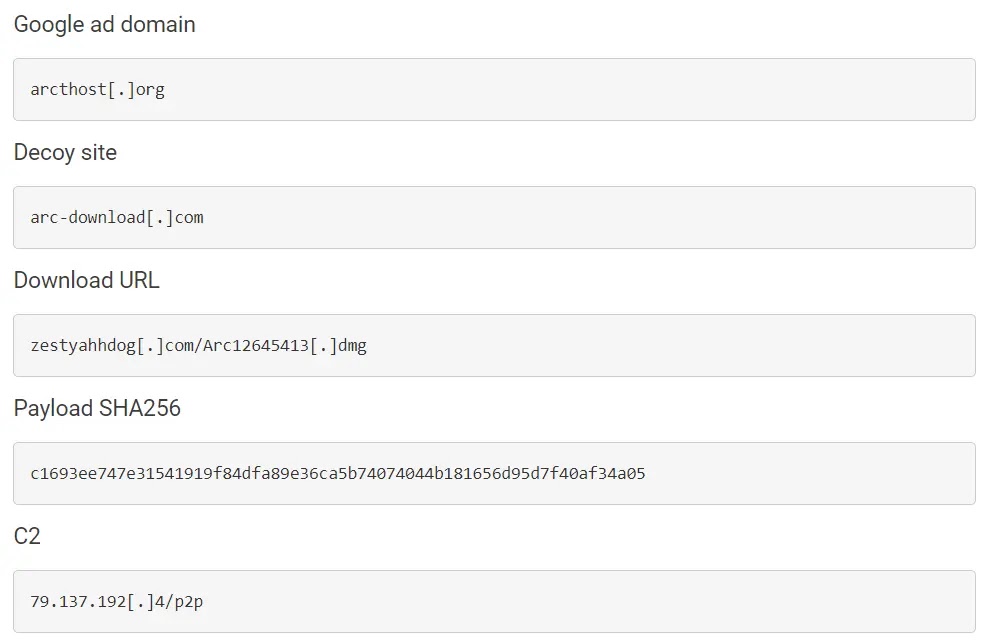 Google ad domain
arcthost[.]org
Decoy site
arc-download[.]com
Download URL
zestyahhdog[.]com/Arc12645413[.]dmg
Payload SHA256
c1693ee747e31541919f84dfa89e36ca5b74074044b181656d95d7f40af34a05
C2
79.137.192[.]4/p2p